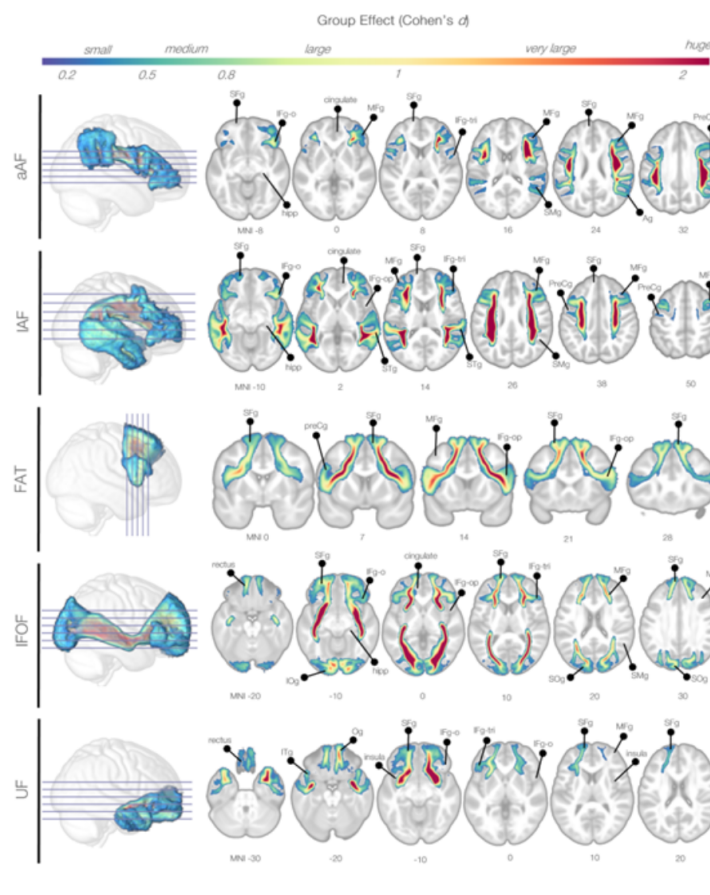 Group Effect (Cohen's d)
small medium large very large huge
0.2 0.5 0.8 1 2
aAF
SFg IFg-o cingulate MFg SFg IFg-tri MFg SFg MFg PreC
hipp SMg Ag
MNI -8 0 8 16 24 32
IAF
SFg IFg-o cingulate IFg-op MFg SFg IFg-tri PreCg MFg SFg MFg PreCg MF
hipp STg STg SMg
MNI -10 2 14 26 38 50
FAT
SFg preCg SFg MFg IFg-op SFg IFg-op SFg
MNI 0 7 14 21 28
IFOF
rectus SFg IFg-o cingulate IFg-op SFg IFg-tri MFg SFg M
IOg hipp SOg SMg SOg
MNI -20 -10 0 10 20 30
UF
rectus ITg Og insula SFg IFg-o IFg-tri IFg-o SFg MFg insula SFg
MNI -30 -20 -10 0 10 20